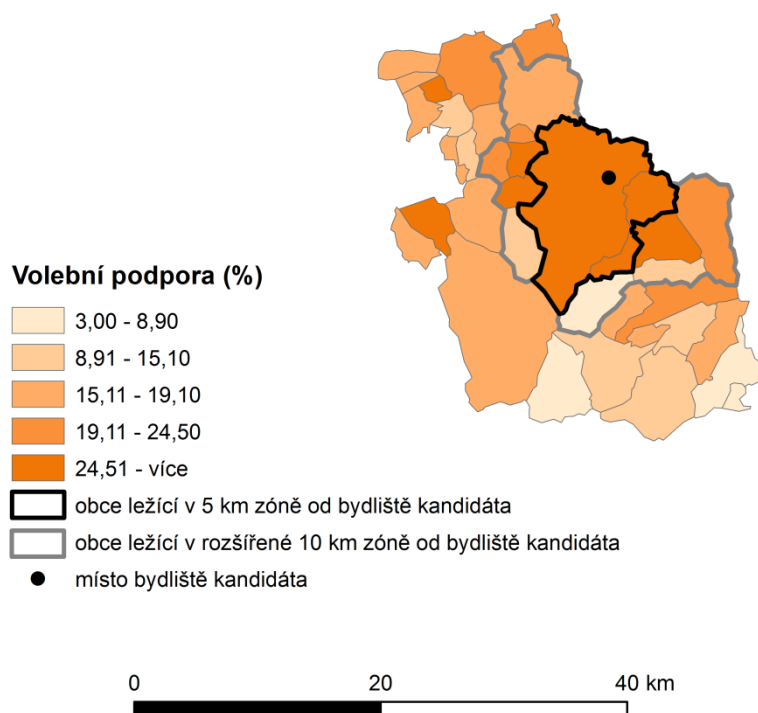 Volební podpora (%)
3,00 - 8,90
8,91 - 15,10
15,11 - 19,10
19,11 - 24,50
24,51 - více
obce ležící v 5 km zóně od bydliště kandidáta
obce ležící v rozšířené 10 km zóně od bydliště kandidáta
místo bydliště kandidáta
0 20 40 km